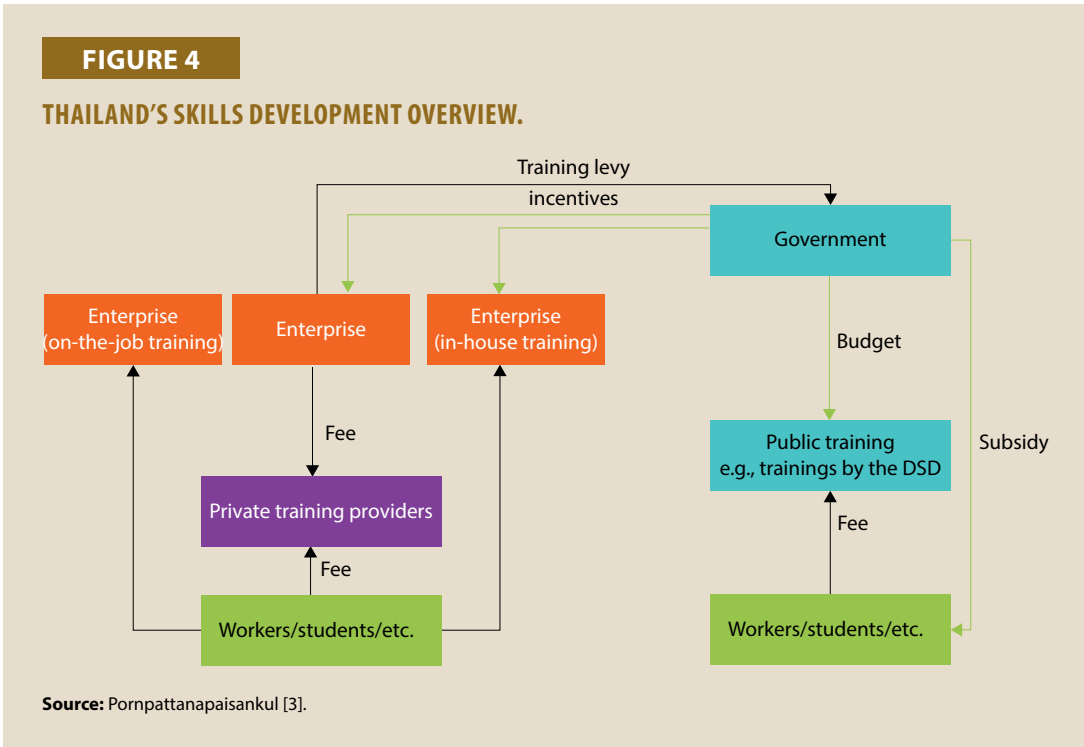 FIGURE 4
THAILAND'S SKILLS DEVELOPMENT OVERVIEW.
Training levy
incentives
Government
Enterprise
(on-the-job training)
Enterprise
Enterprise
(in-house training)
Budget
Fee
Public training
e.g., trainings by the DSD
Subsidy
Private training providers
Fee
Fee
Workers/students/etc.
Workers/students/etc.
Source: Pornpattanapaisankul [3].